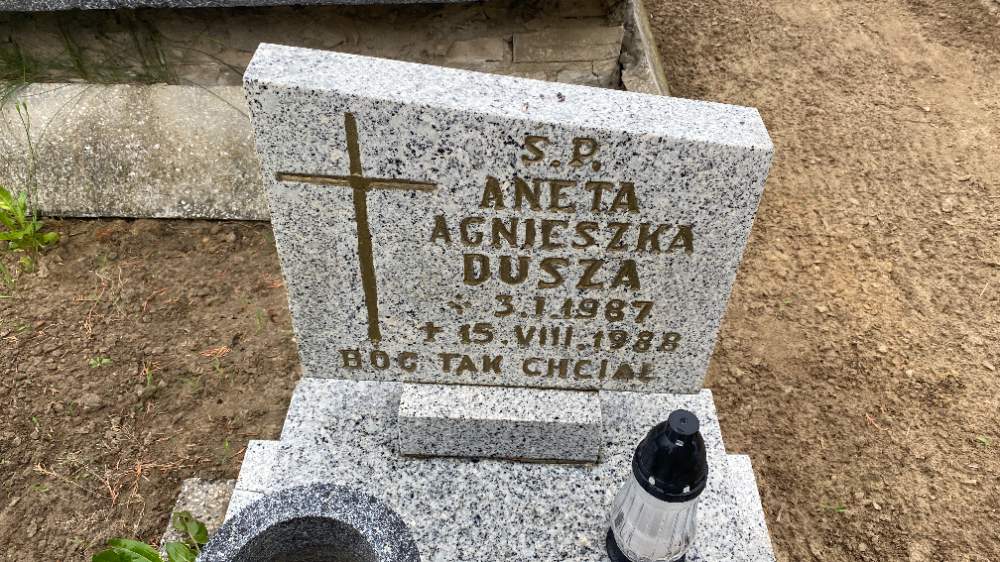 Ś.P.
ANETA
AGNIESZKA
DUSZA
* 3.I.1987
+ 15.VIII.1988
BÓG TAK CHCIAŁ